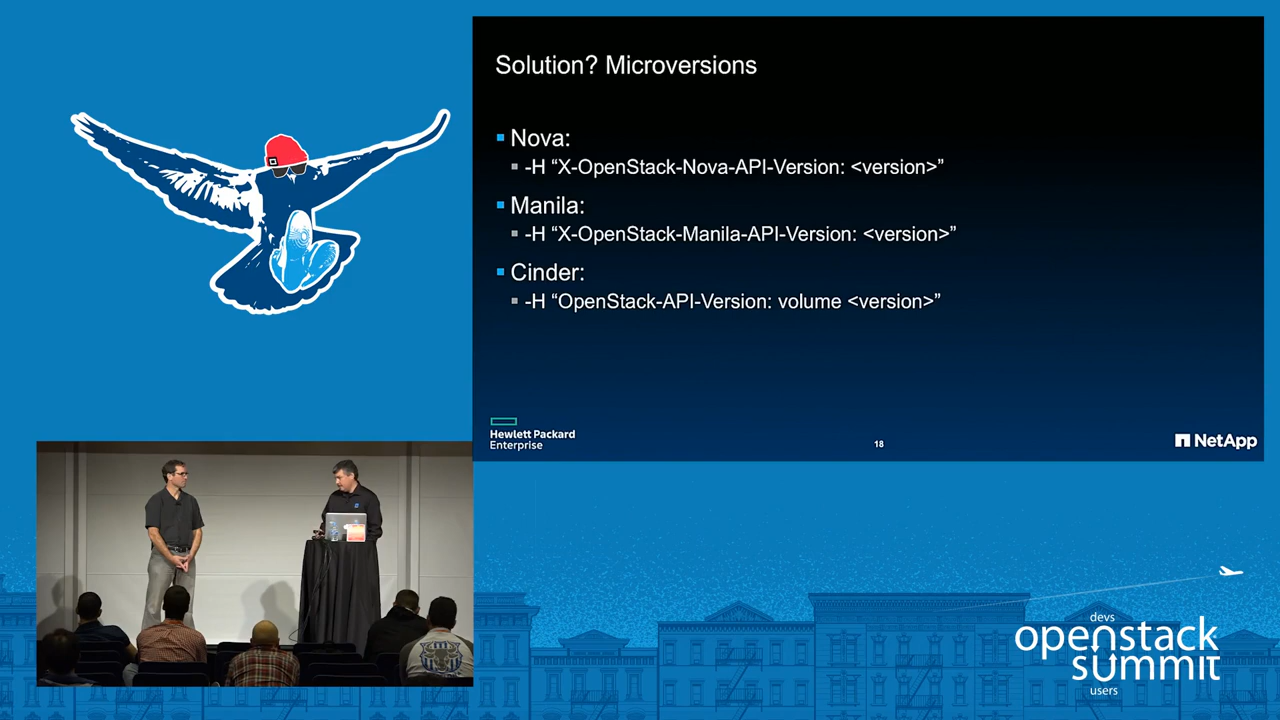 Solution? Microversions
Nova:
-H “X-OpenStack-Nova-API-Version: <version>”
Manila:
-H “X-OpenStack-Manila-API-Version: <version>”
Cinder:
-H “OpenStack-API-Version: volume <version>”
Hewlett Packard
Enterprise
18
NetApp
devs
openstack
summit
users